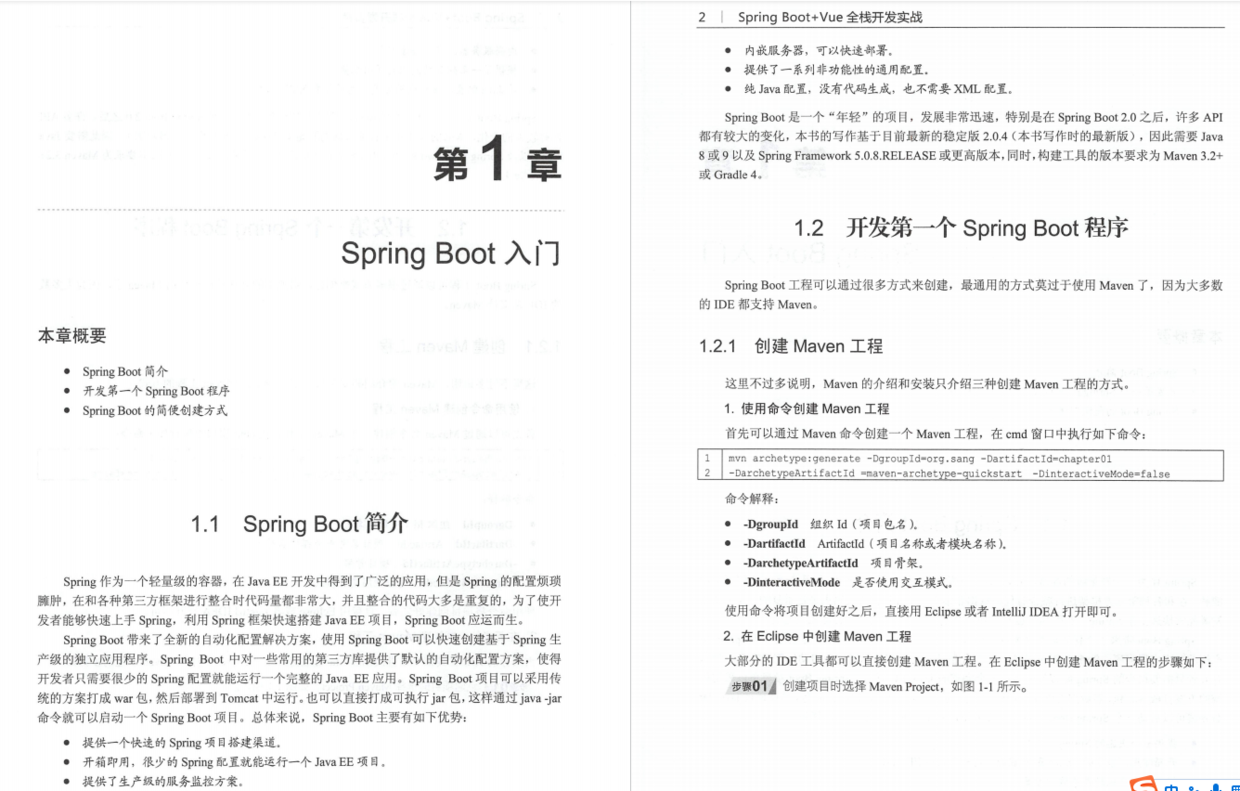 第1章
Spring Boot 入门
本章概要
● Spring Boot 简介
● 开发第一个 Spring Boot 程序
● Spring Boot 的简便创建方式
1.1 Spring Boot 简介
Spring 作为一个轻量级的容器，在 Java EE 开发中得到了广泛的应用，但是 Spring 的配置烦琐
臃肿，在和各种第三方框架进行整合时代码量都非常大，并且整合的代码大多是重复的，为了使开
发者能够快速上手 Spring，利用 Spring 框架快速搭建 Java EE 项目，Spring Boot 应运而生。
Spring Boot 带来了全新的自动化配置解决方案，使用 Spring Boot 可以快速创建基于 Spring 生
产级的独立应用程序。Spring Boot 中对一些常用的第三方库提供了默认的自动化配置方案，使得
开发者只需要很少的 Spring 配置就能运行一个完整的 Java EE 应用。Spring Boot 项目可以采用传
统的方案打成 war 包，然后部署到 Tomcat 中运行。也可以直接打成可执行 jar 包，这样通过 java -jar
命令就可以启动一个 Spring Boot 项目。总体来说，Spring Boot 主要有如下优势：
● 提供一个快速的 Spring 项目搭建渠道。
● 开箱即用，很少的 Spring 配置就能运行一个 Java EE 项目。
● 提供了生产级的服务监控方案。
2 | Spring Boot+Vue 全栈开发实战
● 内嵌服务器，可以快速部署。
● 提供了一系列非功能性的通用配置。
● 纯 Java 配置，没有代码生成，也不需要 XML 配置。
Spring Boot 是一个“年轻”的项目，发展非常迅速，特别是在 Spring Boot 2.0 之后，许多 API
都有较大的变化，本书的写作基于目前最新的稳定版 2.0.4（本书写作时的最新版），因此需要 Java
8 或 9 以及 Spring Framework 5.0.8.RELEASE 或更高版本，同时，构建工具的版本要求为 Maven 3.2+
或 Gradle 4。
1.2 开发第一个 Spring Boot 程序
Spring Boot 工程可以通过很多方式来创建，最通用的方式莫过于使用 Maven 了，因为大多数
的 IDE 都支持 Maven。
1.2.1 创建 Maven 工程
这里不过多说明，Maven 的介绍和安装只介绍三种创建 Maven 工程的方式。
1. 使用命令创建 Maven 工程
首先可以通过 Maven 命令创建一个 Maven 工程，在 cmd 窗口中执行如下命令：
1 mvn archetype:generate -DgroupId=org.sang -DartifactId=chapter01
2 -DarchetypeArtifactId =maven-archetype-quickstart -DinteractiveMode=false
命令解释：
● -DgroupId 组织 Id（项目包名）。
● -DartifactId ArtifactId（项目名称或者模块名称）。
● -DarchetypeArtifactId 项目骨架。
● -DinteractiveMode 是否使用交互模式。
使用命令将项目创建好之后，直接用 Eclipse 或者 IntelliJ IDEA 打开即可。
2. 在 Eclipse 中创建 Maven 工程
大部分的 IDE 工具都可以直接创建 Maven 工程。在 Eclipse 中创建 Maven 工程的步骤如下：
步骤01 创建项目时选择 Maven Project，如图 1-1 所示。